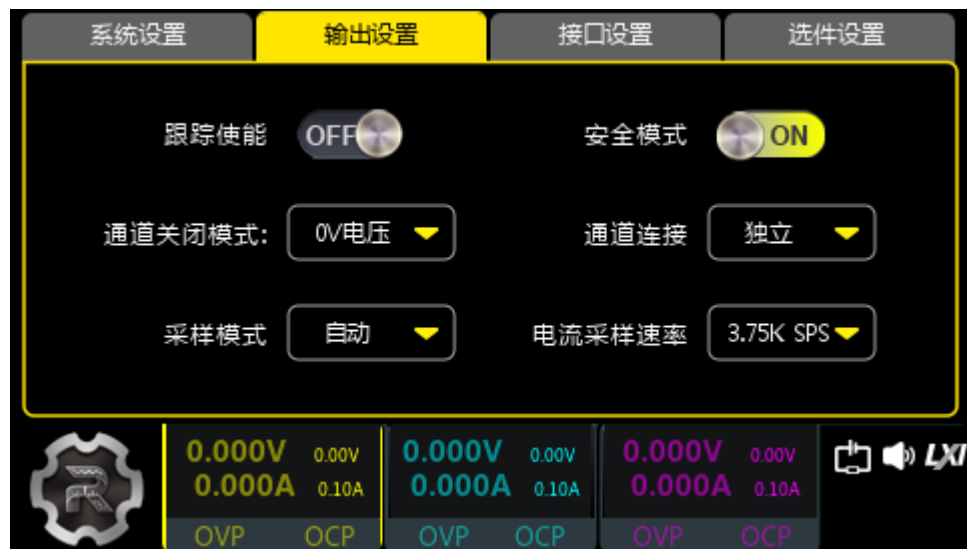 系统设置 输出设置 接口设置 选件设置
跟踪使能 OFF 安全模式 ON
通道关闭模式: 0V电压 通道连接 独立
采样模式 自动 电流采样速率 3.75K SPS
0.000V 0.00V 0.000V 0.00V 0.000V 0.00V LXI
0.000A 0.10A 0.000A 0.10A 0.000A 0.10A
OVP OCP OVP OCP OVP OCP